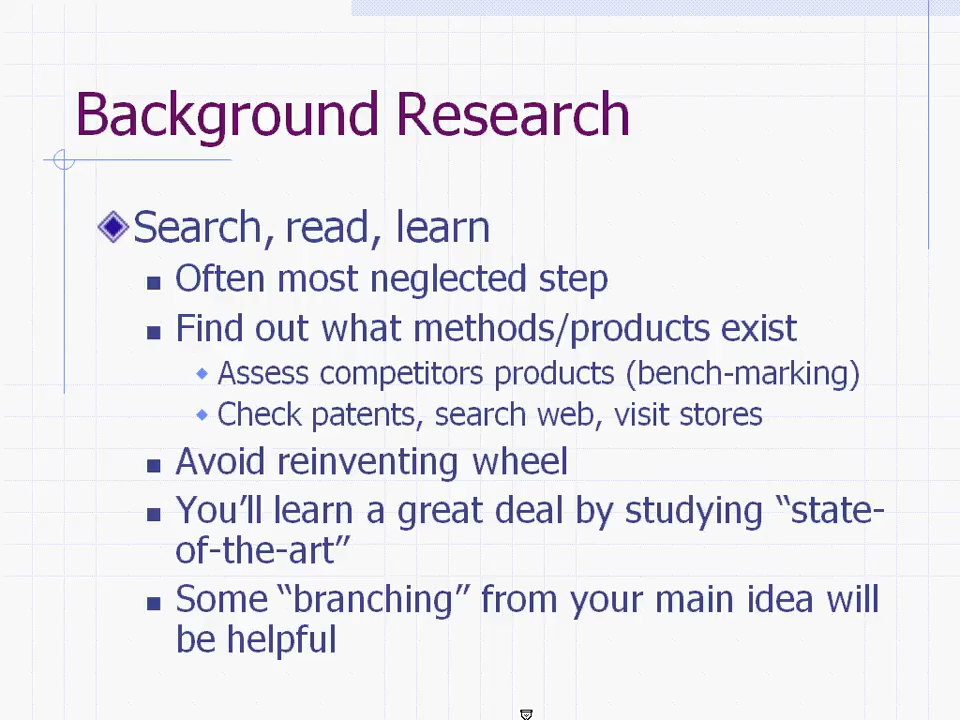 Background Research
Search, read, learn
Often most neglected step
Find out what methods/products exist
Assess competitors products (bench-marking)
Check patents, search web, visit stores
Avoid reinventing wheel
You’ll learn a great deal by studying “state-
of-the-art”
Some “branching” from your main idea will
be helpful